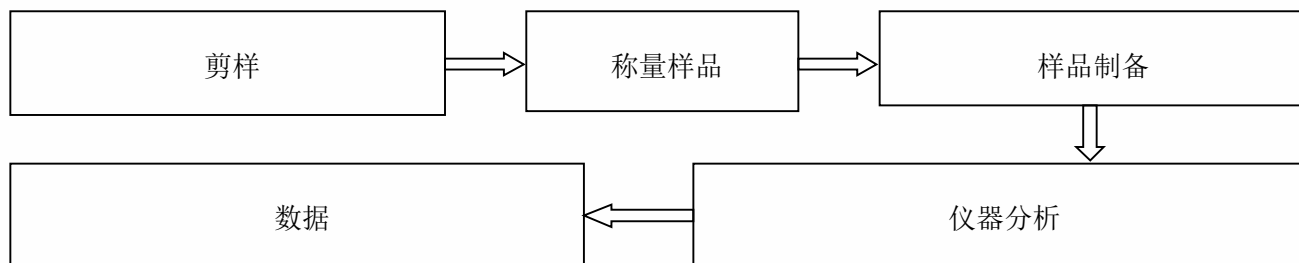 剪样
称量样品
样品制备
仪器分析
数据